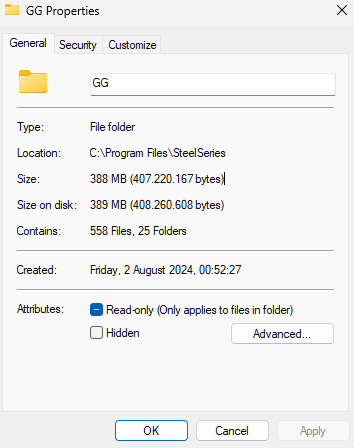 GG Properties
General Security Customize
GG
Type: File folder
Location: C:\Program Files\SteelSeries
Size: 388 MB (407.220.167 bytes)
Size on disk: 389 MB (408.260.608 bytes)
Contains: 558 Files, 25 Folders
Created: Friday, 2 August 2024, 00:52:27
Attributes: Read-only (Only applies to files in folder)
Hidden Advanced...
OK Cancel Apply